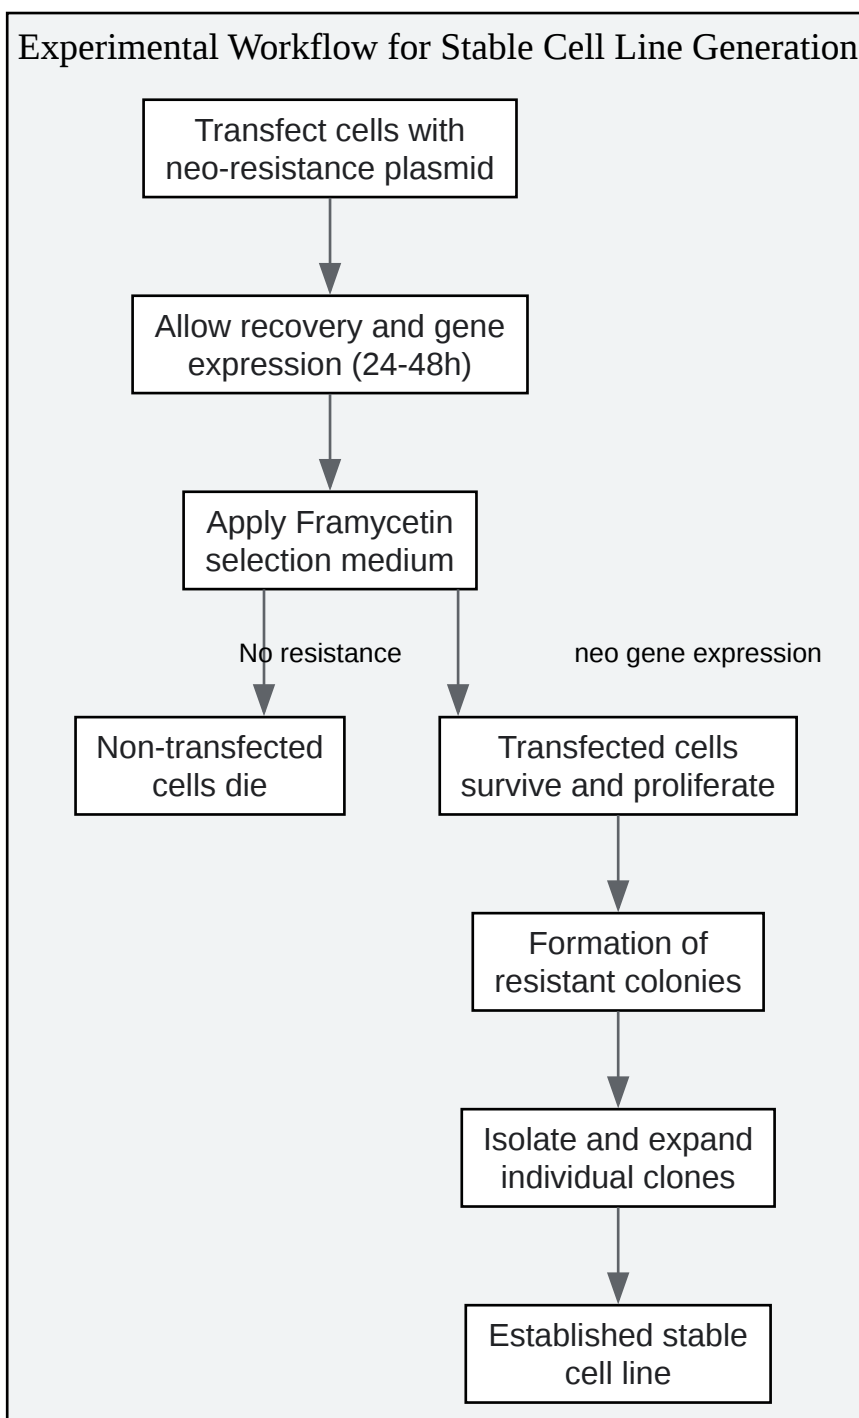 Experimental Workflow for Stable Cell Line Generation
Transfect cells with
neo-resistance plasmid
Allow recovery and gene
expression (24-48h)
Apply Framycetin
selection medium
No resistance
neo gene expression
Non-transfected
cells die
Transfected cells
survive and proliferate
Formation of
resistant colonies
Isolate and expand
individual clones
Established stable
cell line